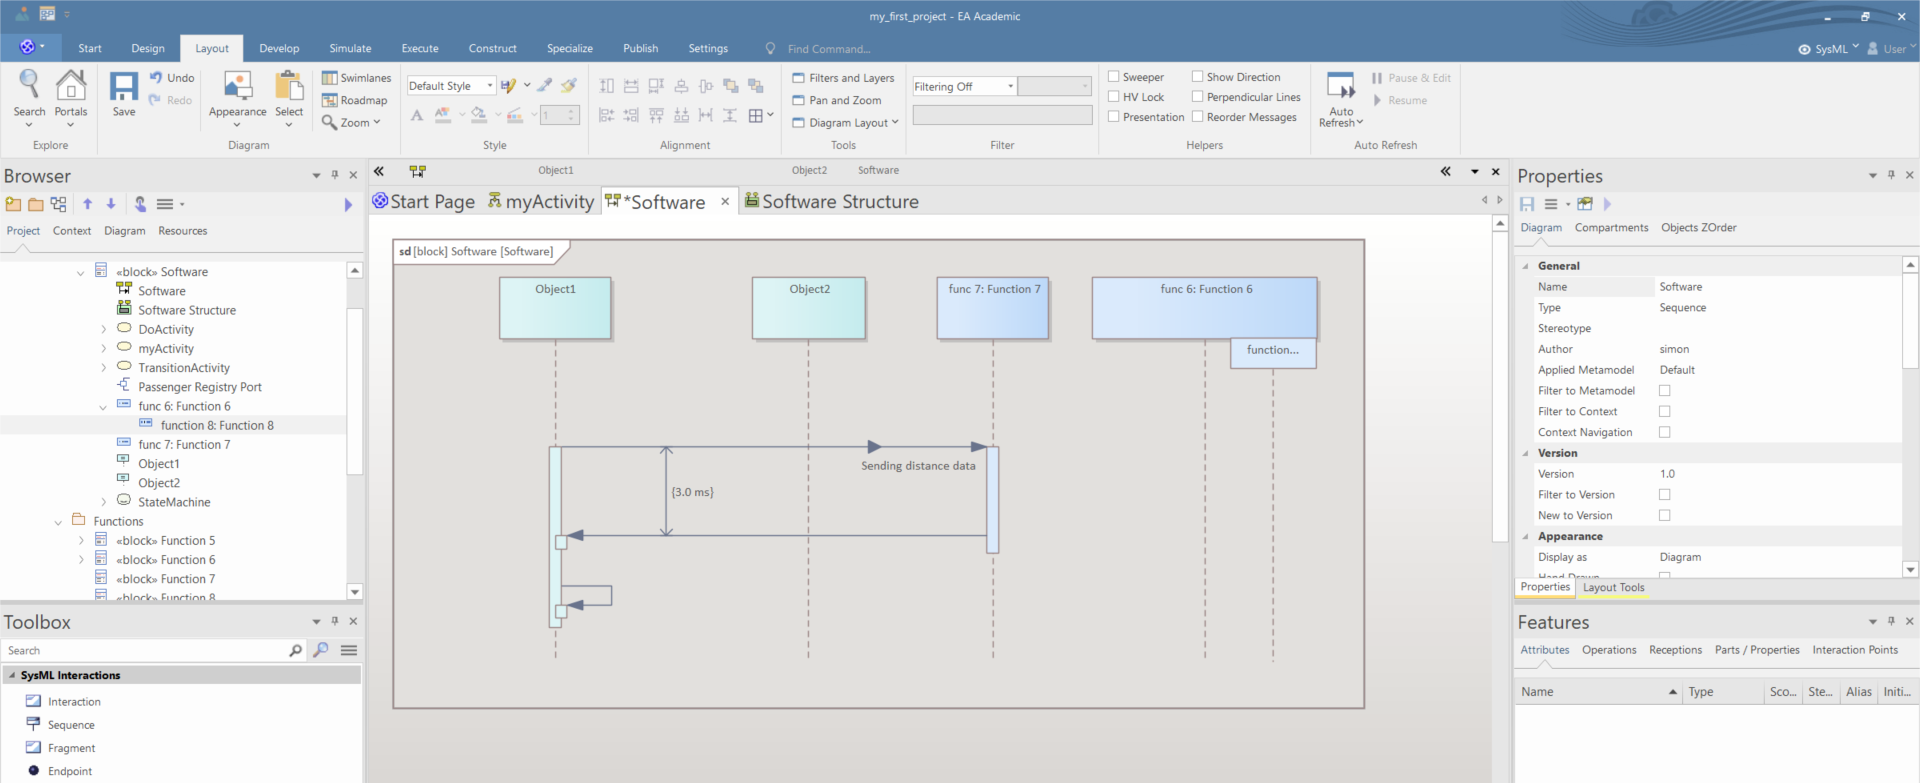 my_first_project - EA Academic
Start
Design
Layout
Develop
Simulate
Execute
Construct
Specialize
Publish
Settings
Find Command...
SysML
User
Search
Portals
Explore
Save
Undo
Redo
Appearance
Select
Swimlanes
Roadmap
Zoom
Diagram
Default Style
A
1
Style
Alignment
Filters and Layers
Pan and Zoom
Diagram Layout
Tools
Filtering Off
Filter
Sweeper
HV Lock
Presentation
Show Direction
Perpendicular Lines
Reorder Messages
Helpers
Auto
Refresh
Pause & Edit
Resume
Auto Refresh
Browser
Project
Context
Diagram
Resources
«block» Software
Software
Software Structure
DoActivity
myActivity
TransitionActivity
Passenger Registry Port
func 6: Function 6
function 8: Function 8
func 7: Function 7
Object1
Object2
StateMachine
Functions
«block» Function 5
«block» Function 6
«block» Function 7
«block» Function 8
Toolbox
Search
SysML Interactions
Interaction
Sequence
Fragment
Endpoint
Object1
Object2
Software
Start Page
myActivity
*Software
Software Structure
sd [block] Software [Software]
Object1
Object2
func 7: Function 7
func 6: Function 6
function...
Sending distance data
{3.0 ms}
Properties
Diagram
Compartments
Objects ZOrder
General
Name Software
Type Sequence
Stereotype
Author simon
Applied Metamodel Default
Filter to Metamodel
Filter to Context
Context Navigation
Version
Version 1.0
Filter to Version
New to Version
Appearance
Display as Diagram
Hand Drawn
Properties
Layout Tools
Features
Attributes
Operations
Receptions
Parts / Properties
Interaction Points
Name
Type
Sco...
Ste...
Alias
Initi...